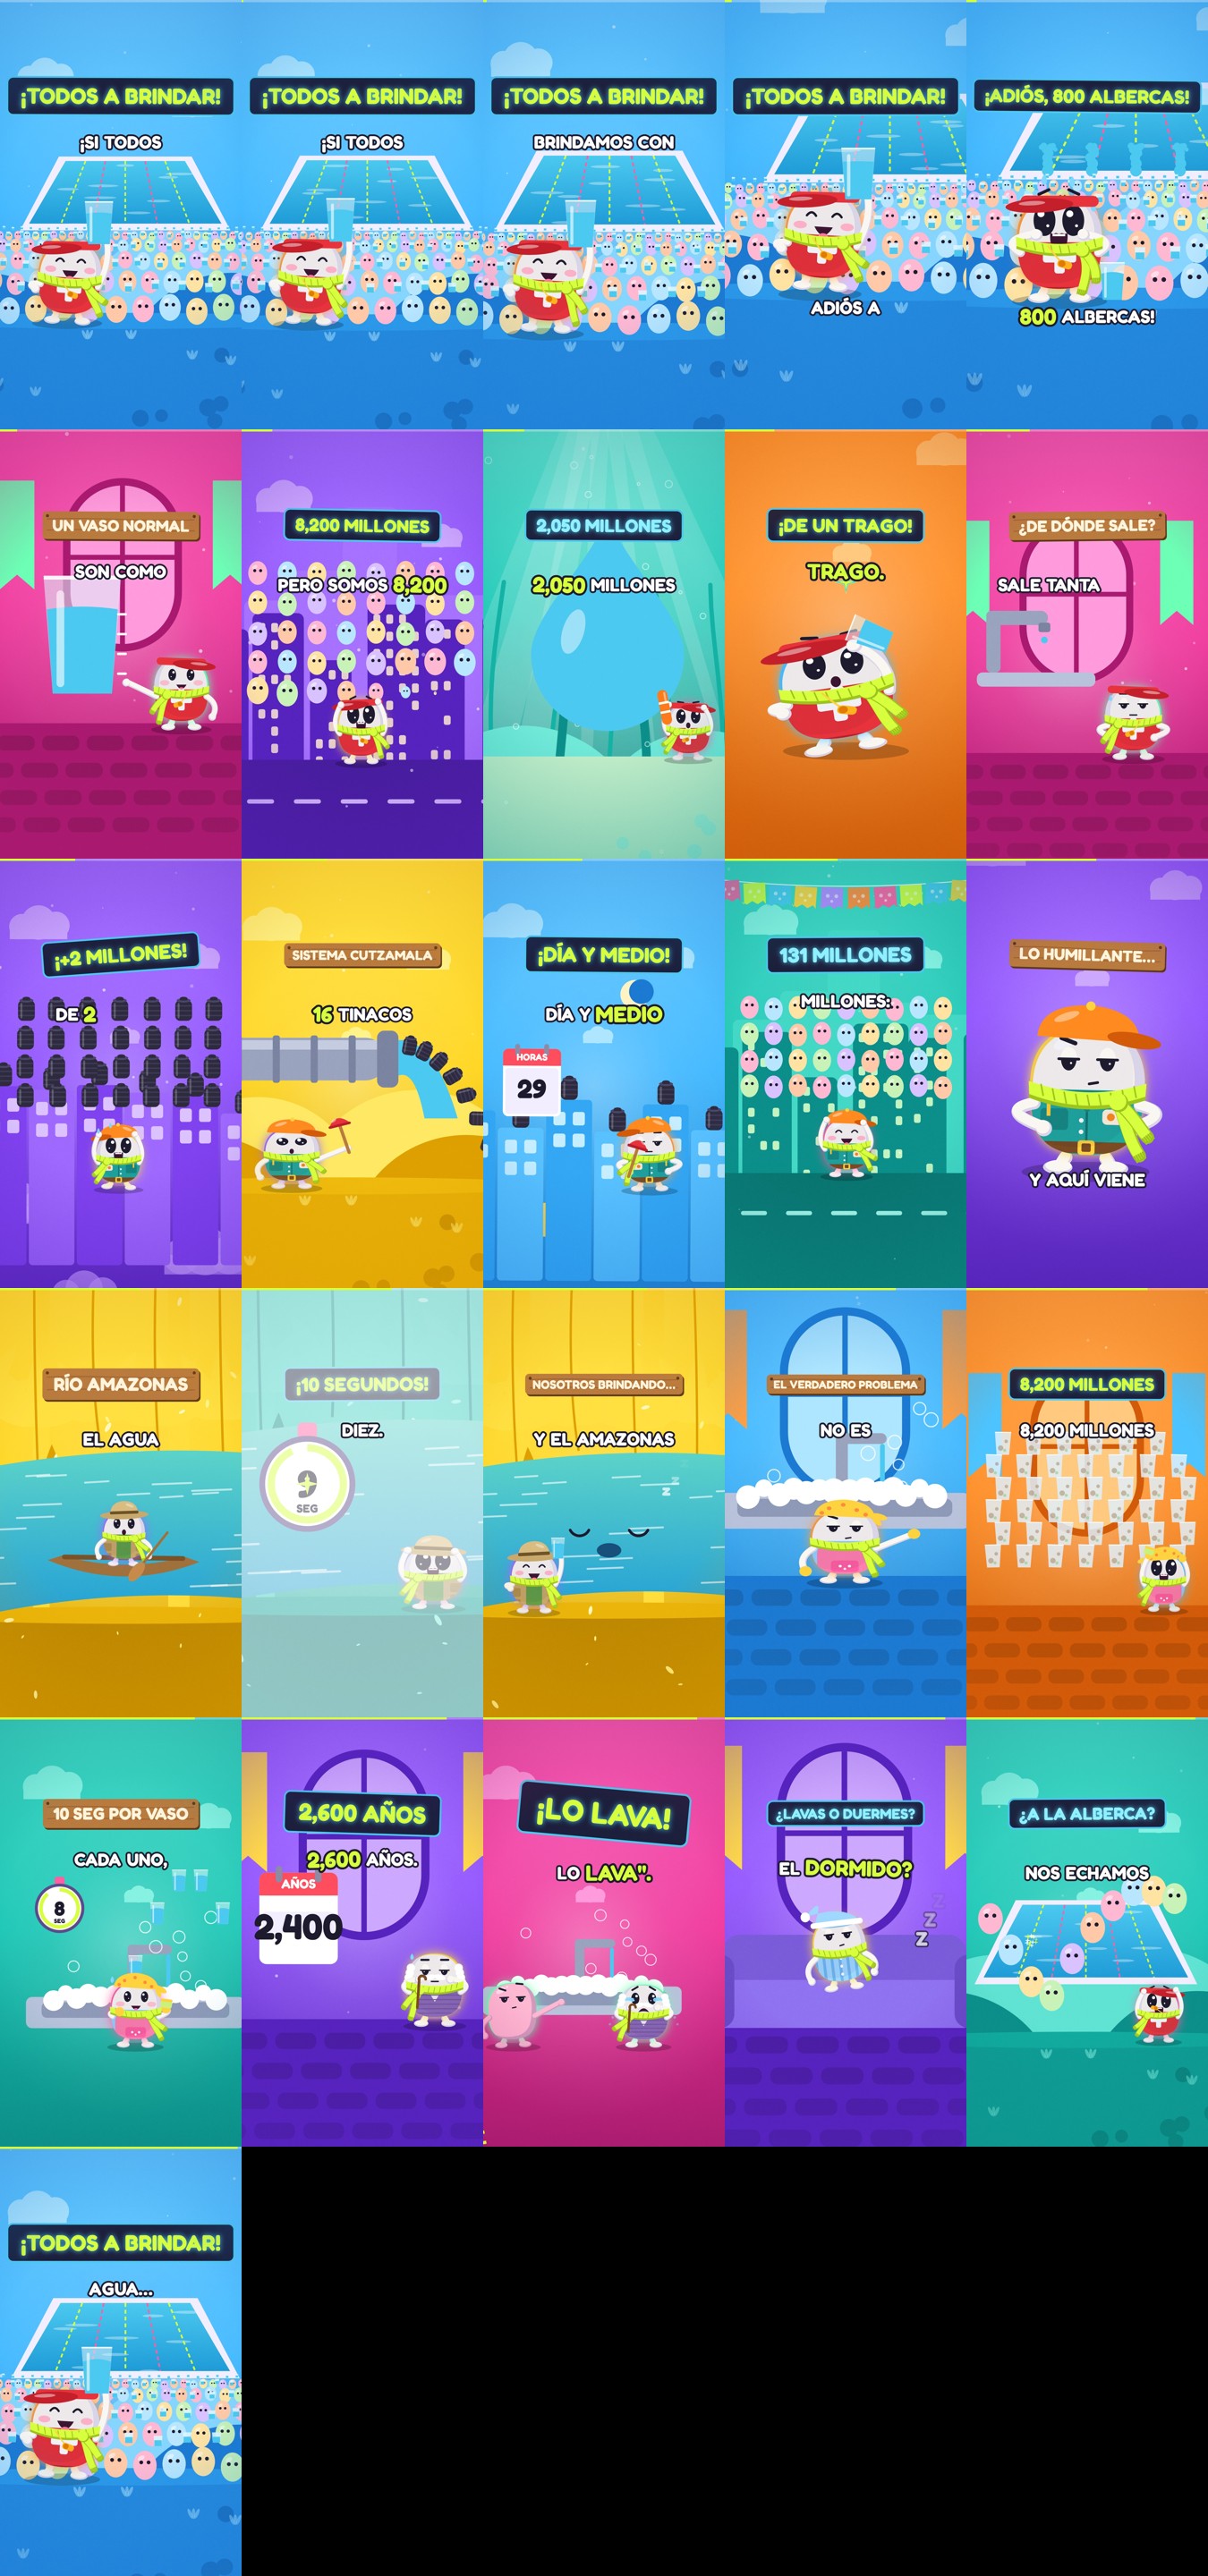 ¡TODOS A BRINDAR!
¡SI TODOS
¡TODOS A BRINDAR!
¡SI TODOS
¡TODOS A BRINDAR!
BRINDAMOS CON
¡TODOS A BRINDAR!
ADIÓS A
¡ADIÓS, 800 ALBERCAS!
800 ALBERCAS!
UN VASO NORMAL
SON COMO
8,200 MILLONES
PERO SOMOS 8,200
2,050 MILLONES
2,050 MILLONES
¡DE UN TRAGO!
TRAGO.
¿DE DÓNDE SALE?
SALE TANTA
¡+2 MILLONES!
DE 2
SISTEMA CUTZAMALA
16 TINACOS
¡DÍA Y MEDIO!
DÍA Y MEDIO
HORAS
29
131 MILLONES
MILLONES:
LO HUMILLANTE...
Y AQUÍ VIENE
RÍO AMAZONAS
EL AGUA
¡10 SEGUNDOS!
DIEZ.
9
SEG
NOSOTROS BRINDANDO...
Y EL AMAZONAS
z
z
EL VERDADERO PROBLEMA
NO ES
8,200 MILLONES
8,200 MILLONES
10 SEG POR VASO
CADA UNO,
8
SEG
2,600 AÑOS
2,600 AÑOS.
AÑOS
2,400
¡LO LAVA!
LO LAVA".
¿LAVAS O DUERMES?
EL DORMIDO?
Z
Z
Z
¿A LA ALBERCA?
NOS ECHAMOS
¡TODOS A BRINDAR!
AGUA...